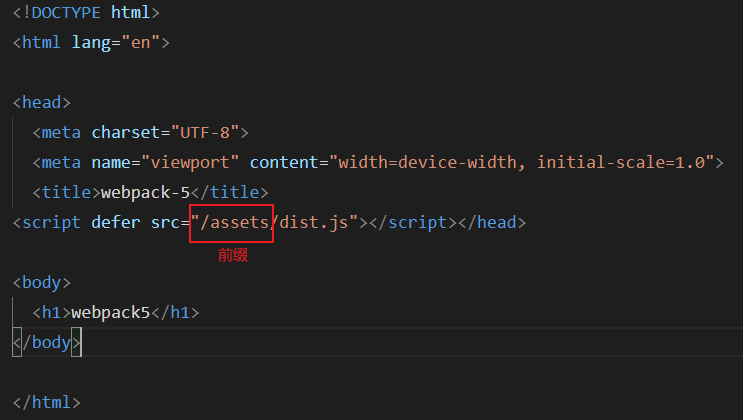 <!DOCTYPE html>
<html lang="en">
<head>
<meta charset="UTF-8">
<meta name="viewport" content="width=device-width, initial-scale=1.0">
<title>webpack-5</title>
<script defer src="/assets/dist.js"></script></head>
前缀
<body>
<h1>webpack5</h1>
</body>
</html>